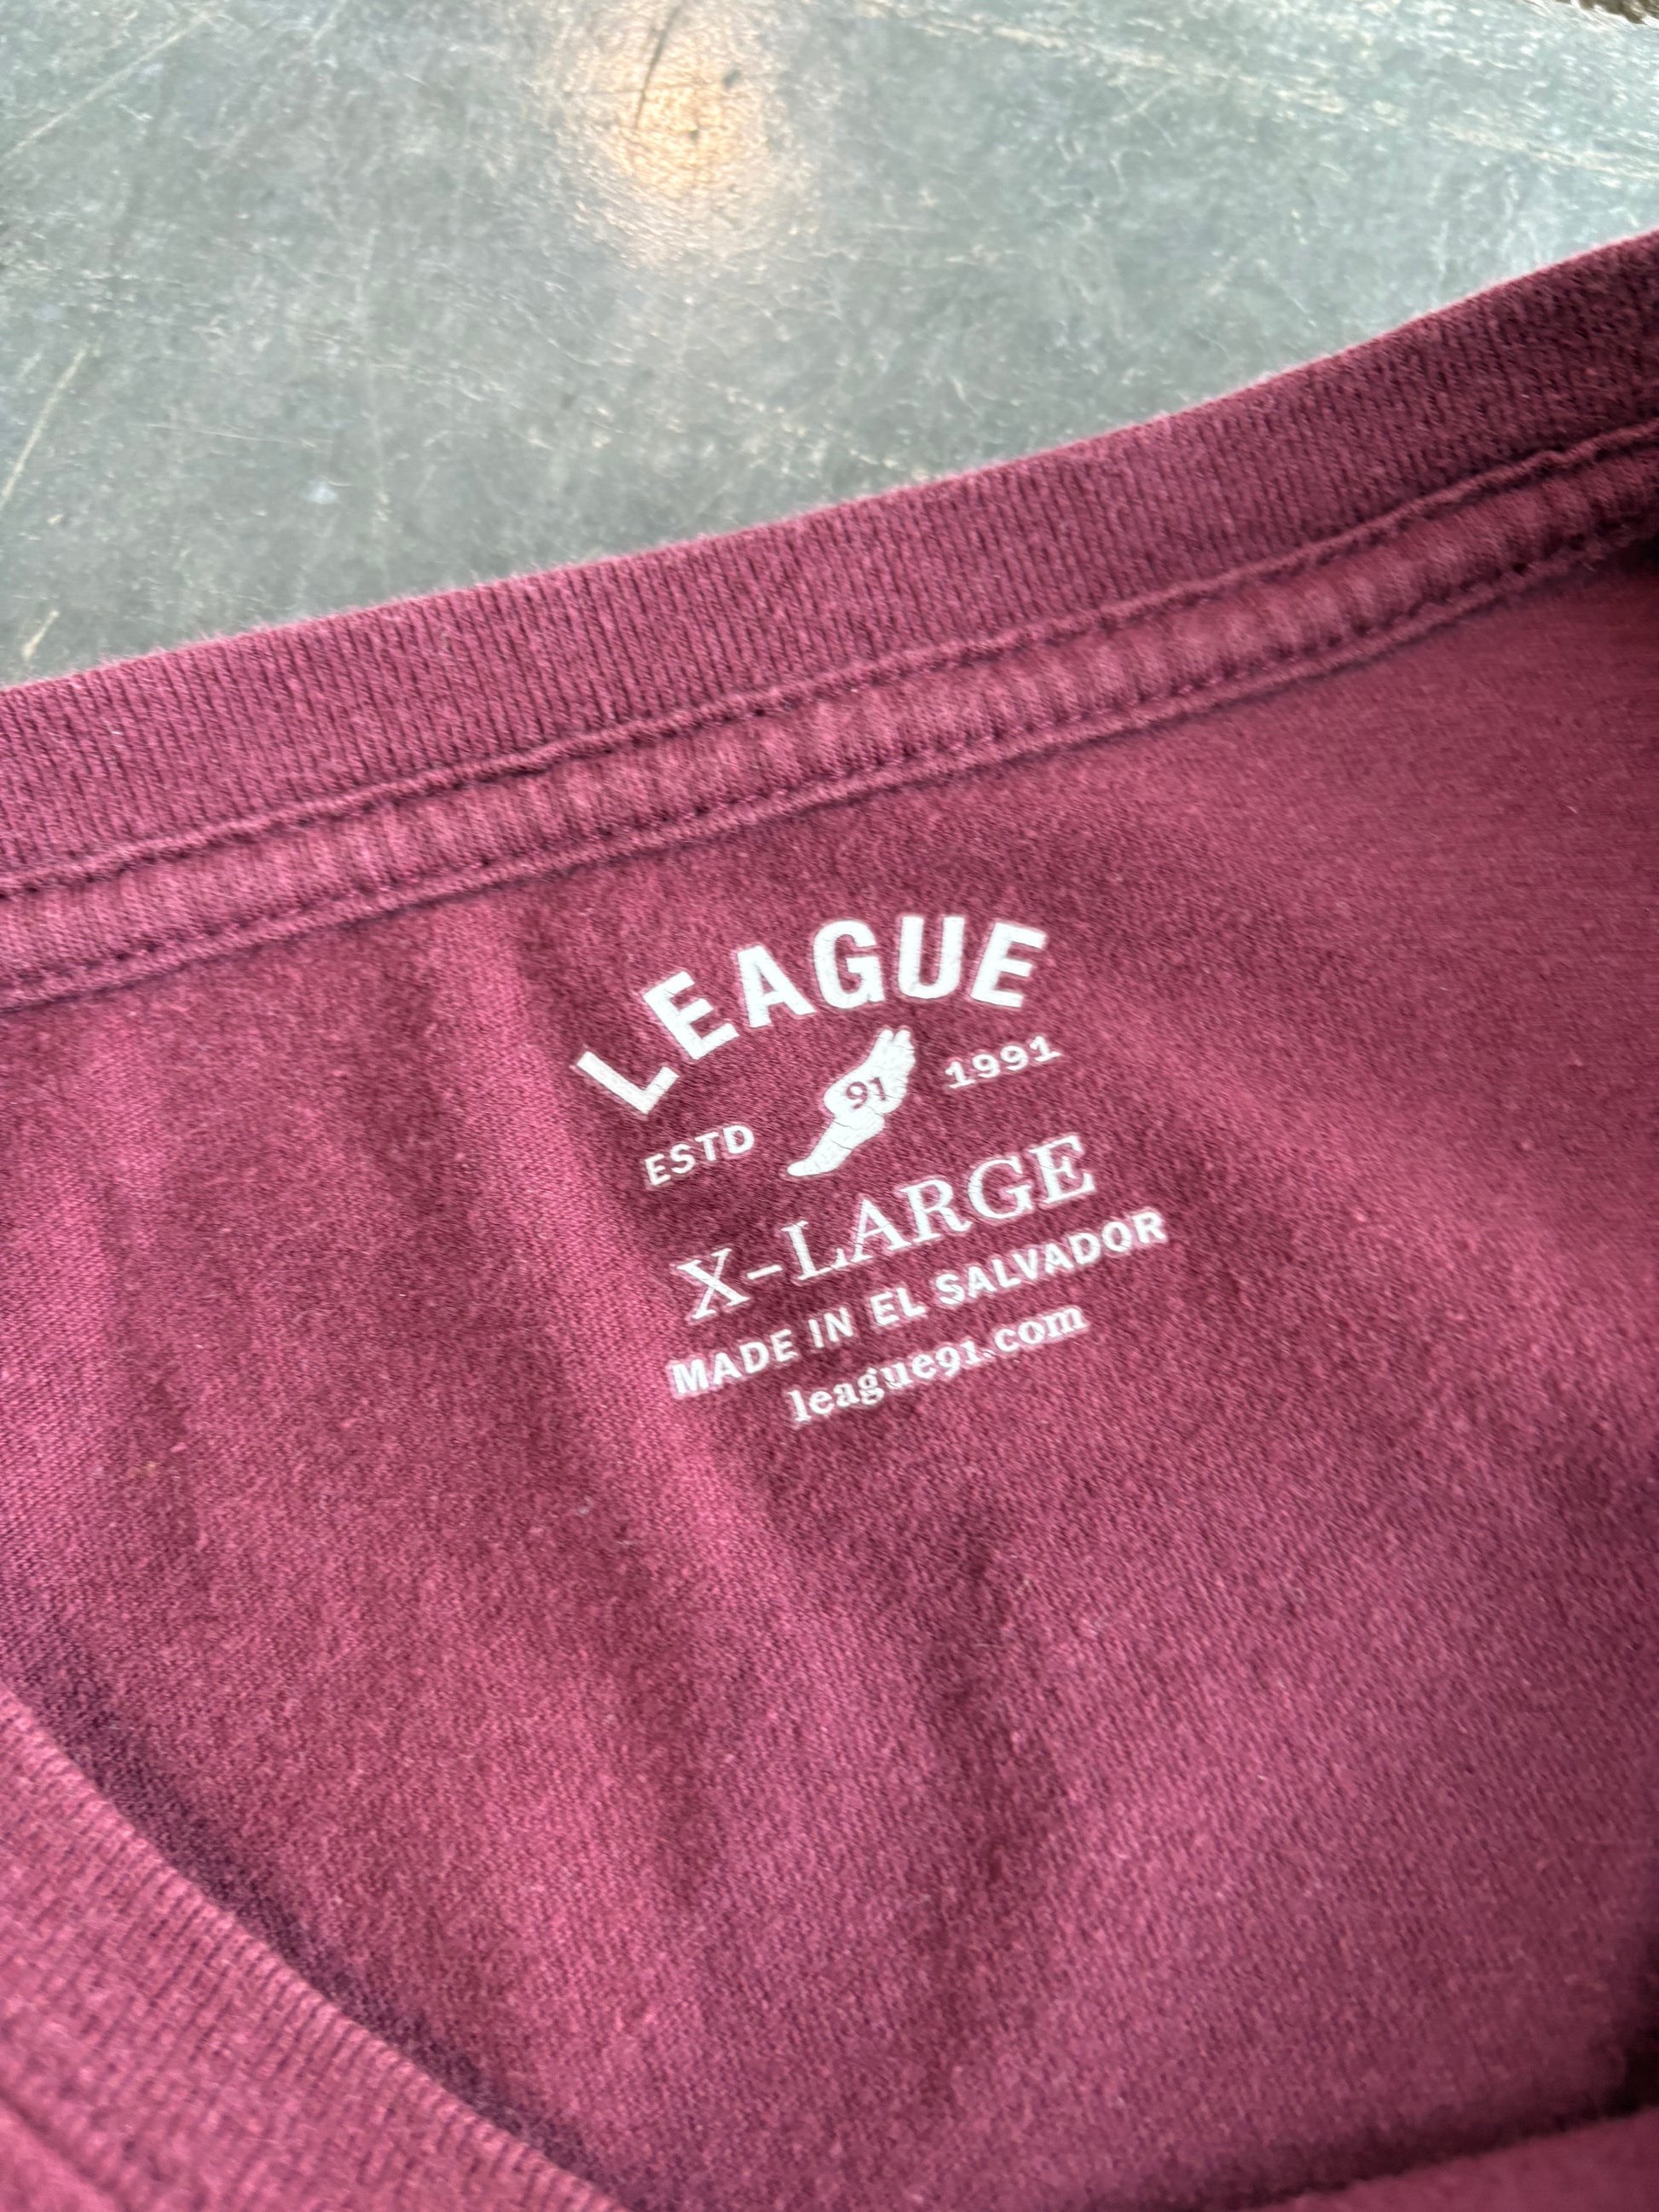 LEAGUE
ESTD 91 1991
X-LARGE
MADE IN EL SALVADOR
league91.com